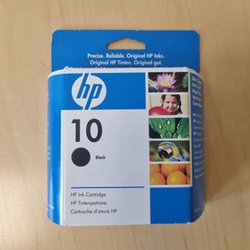 Precise. Reliable. Original HP Inks.
Original HP Tinten. Original gut.
hp
10
Black
HP Ink Cartridge
HP Tintenpatrone
Cartouche d'encre HP